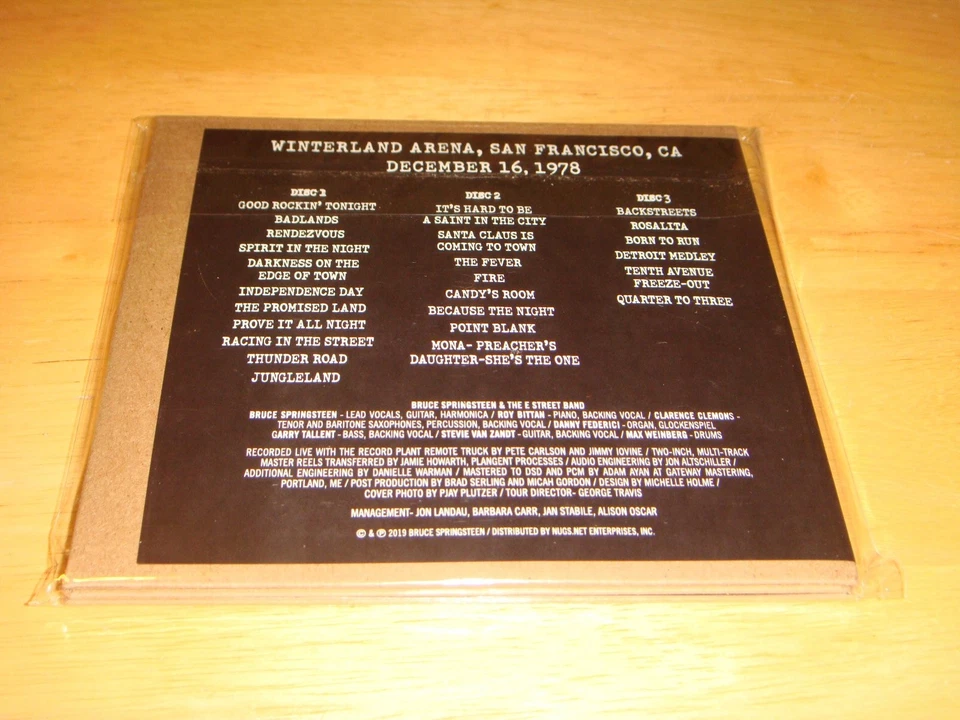 WINTERLAND ARENA, SAN FRANCISCO, CA
DECEMBER 16, 1978
DISC 1
GOOD ROCKIN' TONIGHT
BADLANDS
RENDEZVOUS
SPIRIT IN THE NIGHT
DARKNESS ON THE
EDGE OF TOWN
INDEPENDENCE DAY
THE PROMISED LAND
PROVE IT ALL NIGHT
RACING IN THE STREET
THUNDER ROAD
JUNGLELAND
DISC 2
IT'S HARD TO BE
A SAINT IN THE CITY
SANTA CLAUS IS
COMING TO TOWN
THE FEVER
FIRE
CANDY'S ROOM
BECAUSE THE NIGHT
POINT BLANK
MONA- PREACHER'S
DAUGHTER-SHE'S THE ONE
DISC 3
BACKSTREETS
ROSALITA
BORN TO RUN
DETROIT MEDLEY
TENTH AVENUE
FREEZE-OUT
QUARTER TO THREE
BRUCE SPRINGSTEEN & THE E STREET BAND
BRUCE SPRINGSTEEN - LEAD VOCALS, GUITAR, HARMONICA / ROY BITTAN - PIANO, BACKING VOCAL / CLARENCE CLEMONS -
TENOR AND BARITONE SAXOPHONES, PERCUSSION, BACKING VOCAL / DANNY FEDERICI - ORGAN, GLOCKENSPIEL
GARRY TALLENT - BASS, BACKING VOCAL / STEVIE VAN ZANDT - GUITAR, BACKING VOCAL / MAX WEINBERG - DRUMS
RECORDED LIVE WITH THE RECORD PLANT REMOTE TRUCK BY PETE CARLSON AND JIMMY IOVINE / TWO-INCH, MULTI-TRACK
MASTER REELS TRANSFERRED BY JAMIE HOWARTH, PLANGENT PROCESSES / AUDIO ENGINEERING BY JON ALTSCHILLER /
ADDITIONAL ENGINEERING BY DANIELLE WARMAN / MASTERED TO DSD AND PCM BY ADAM AYAN AT GATEWAY MASTERING,
PORTLAND, ME / POST PRODUCTION BY BRAD SERLING AND MICAH GORDON / DESIGN BY MICHELLE HOLME /
COVER PHOTO BY PJAY PLUTZER / TOUR DIRECTOR- GEORGE TRAVIS
MANAGEMENT- JON LANDAU, BARBARA CARR, JAN STABILE, ALISON OSCAR
© & ℗ 2019 BRUCE SPRINGSTEEN / DISTRIBUTED BY NUGS.NET ENTERPRISES, INC.